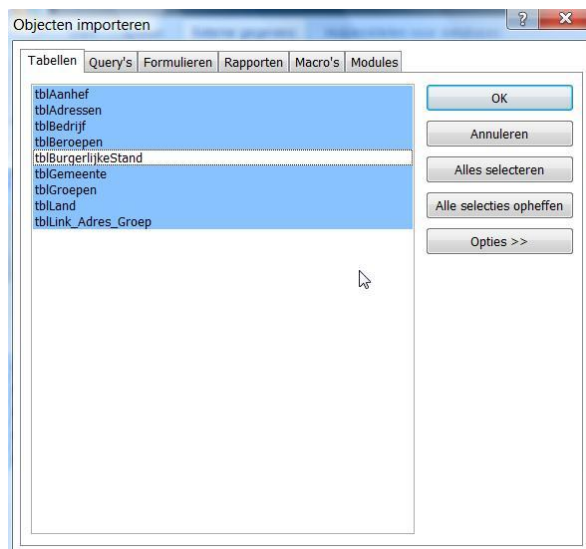 Objecten importeren
Tabellen Query's Formulieren Rapporten Macro's Modules
tblAanhef
tblAdressen
tblBedrijf
tblBeroepen
tblBurgerlijkeStand
tblGemeente
tblGroepen
tblLand
tblLink_Adres_Groep
OK
Annuleren
Alles selecteren
Alle selecties opheffen
Opties >>